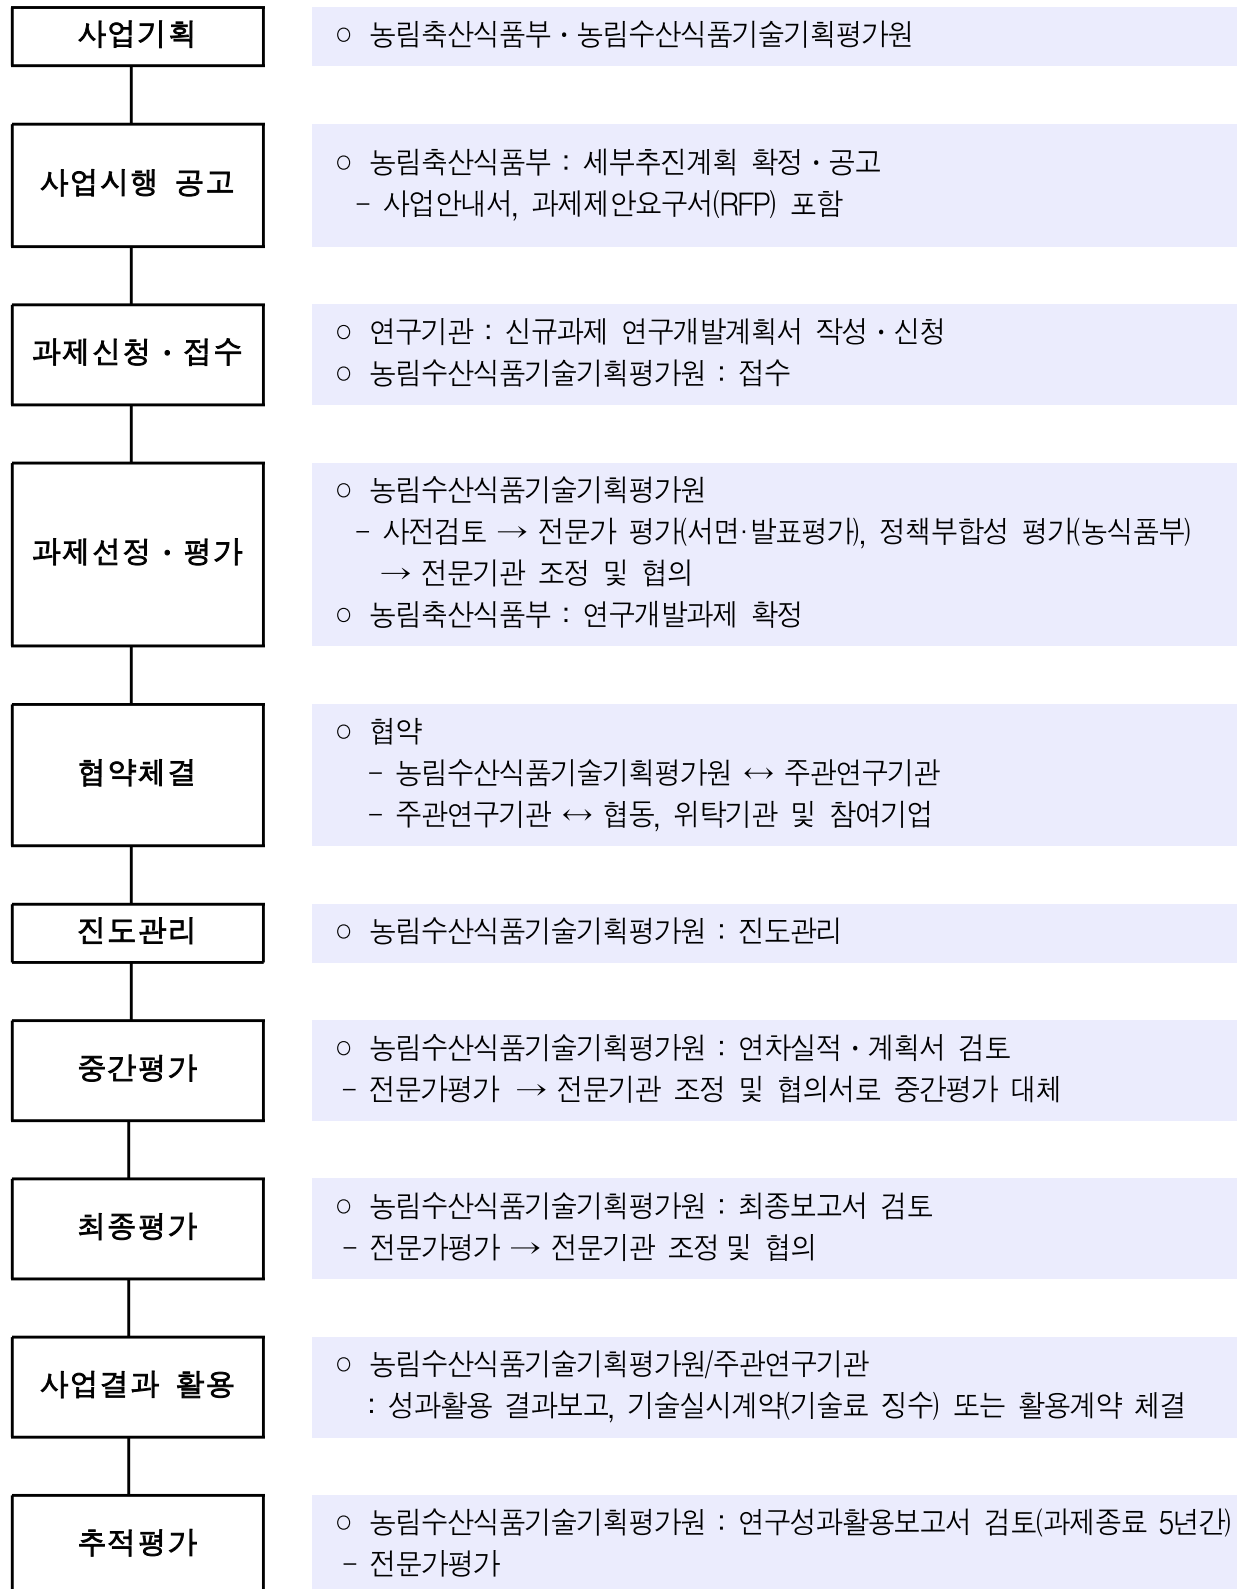 사업기획
○ 농림축산식품부・농림수산식품기술기획평가원
사업시행 공고
○ 농림축산식품부 : 세부추진계획 확정・공고
- 사업안내서, 과제제안요구서(RFP) 포함
과제신청・접수
○ 연구기관 : 신규과제 연구개발계획서 작성・신청
○ 농림수산식품기술기획평가원 : 접수
과제선정・평가
○ 농림수산식품기술기획평가원
- 사전검토 → 전문가 평가(서면·발표평가), 정책부합성 평가(농식품부)
→ 전문기관 조정 및 협의
○ 농림축산식품부 : 연구개발과제 확정
협약체결
○ 협약
- 농림수산식품기술기획평가원 ↔ 주관연구기관
- 주관연구기관 ↔ 협동, 위탁기관 및 참여기업
진도관리
○ 농림수산식품기술기획평가원 : 진도관리
중간평가
○ 농림수산식품기술기획평가원 : 연차실적・계획서 검토
- 전문가평가 → 전문기관 조정 및 협의서로 중간평가 대체
최종평가
○ 농림수산식품기술기획평가원 : 최종보고서 검토
- 전문가평가 → 전문기관 조정 및 협의
사업결과 활용
○ 농림수산식품기술기획평가원/주관연구기관
: 성과활용 결과보고, 기술실시계약(기술료 징수) 또는 활용계약 체결
추적평가
○ 농림수산식품기술기획평가원 : 연구성과활용보고서 검토(과제종료 5년간)
- 전문가평가